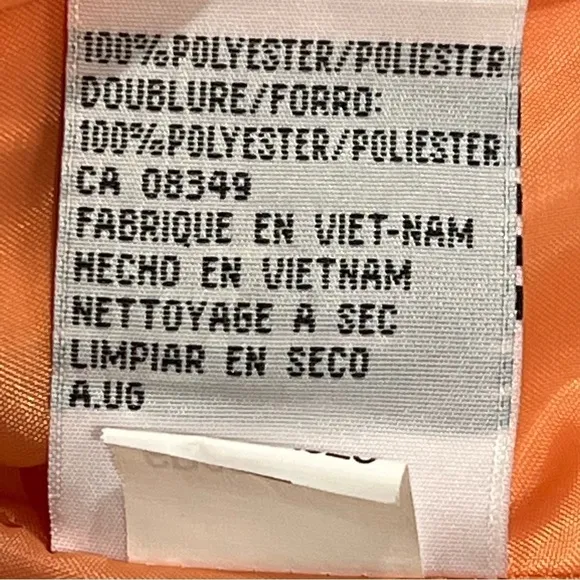 100%POLYESTER/POLIESTER
DOUBLURE/FORRO:
100%POLYESTER/POLIESTER
CA 08349
FABRIQUE EN VIET-NAM
HECHO EN VIETNAM
NETTOYAGE A SEC
LIMPIAR EN SECO
A.UG